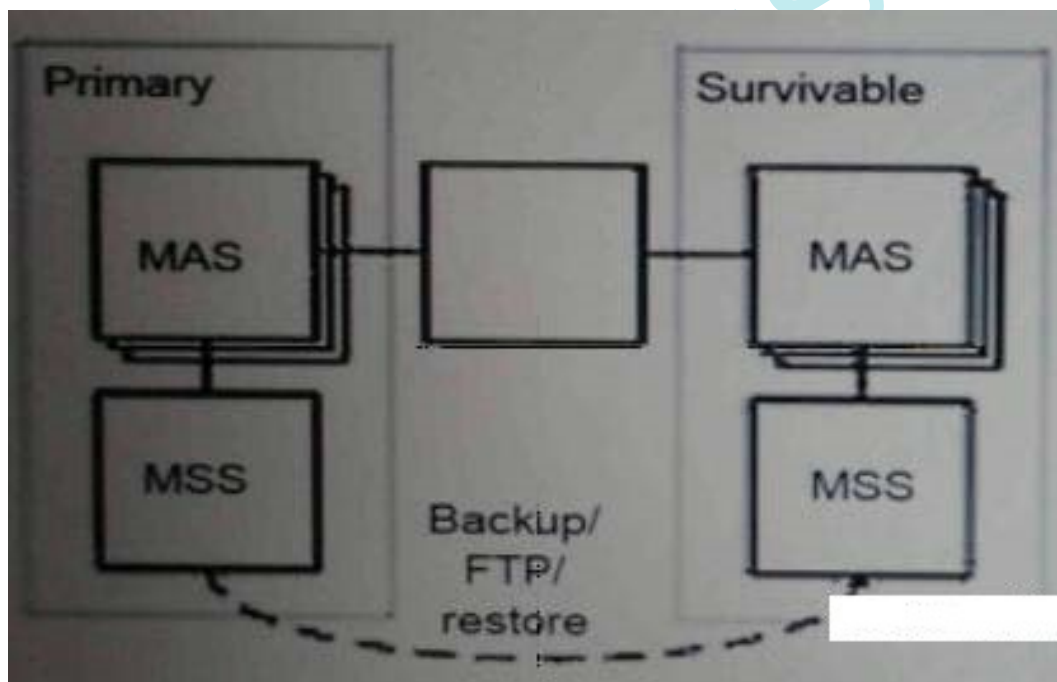 Primary
Survivable
MAS
MAS
MSS
MSS
Backup/
FTP/
restore